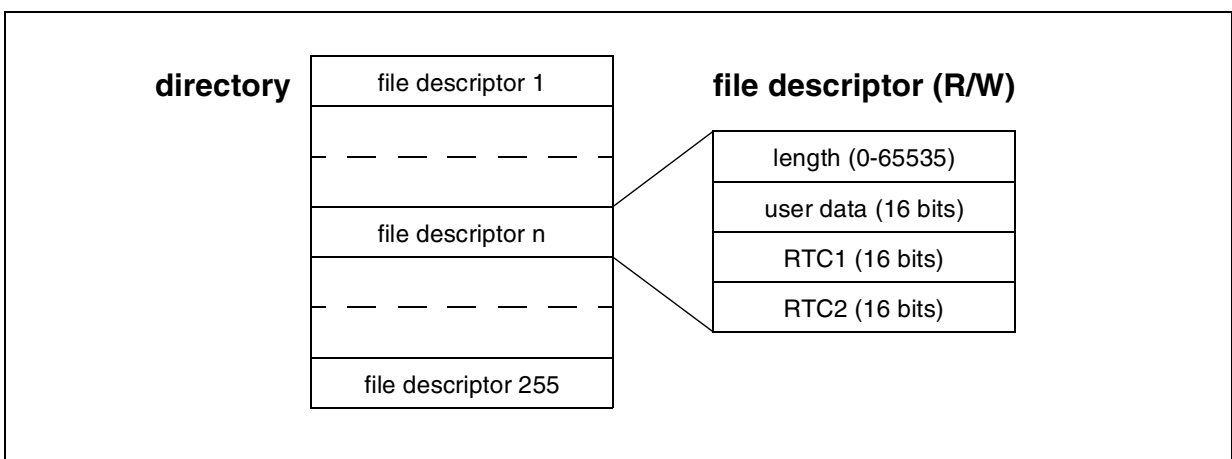 directory
file descriptor 1
file descriptor n
file descriptor 255
file descriptor (R/W)
length (0-65535)
user data (16 bits)
RTC1 (16 bits)
RTC2 (16 bits)